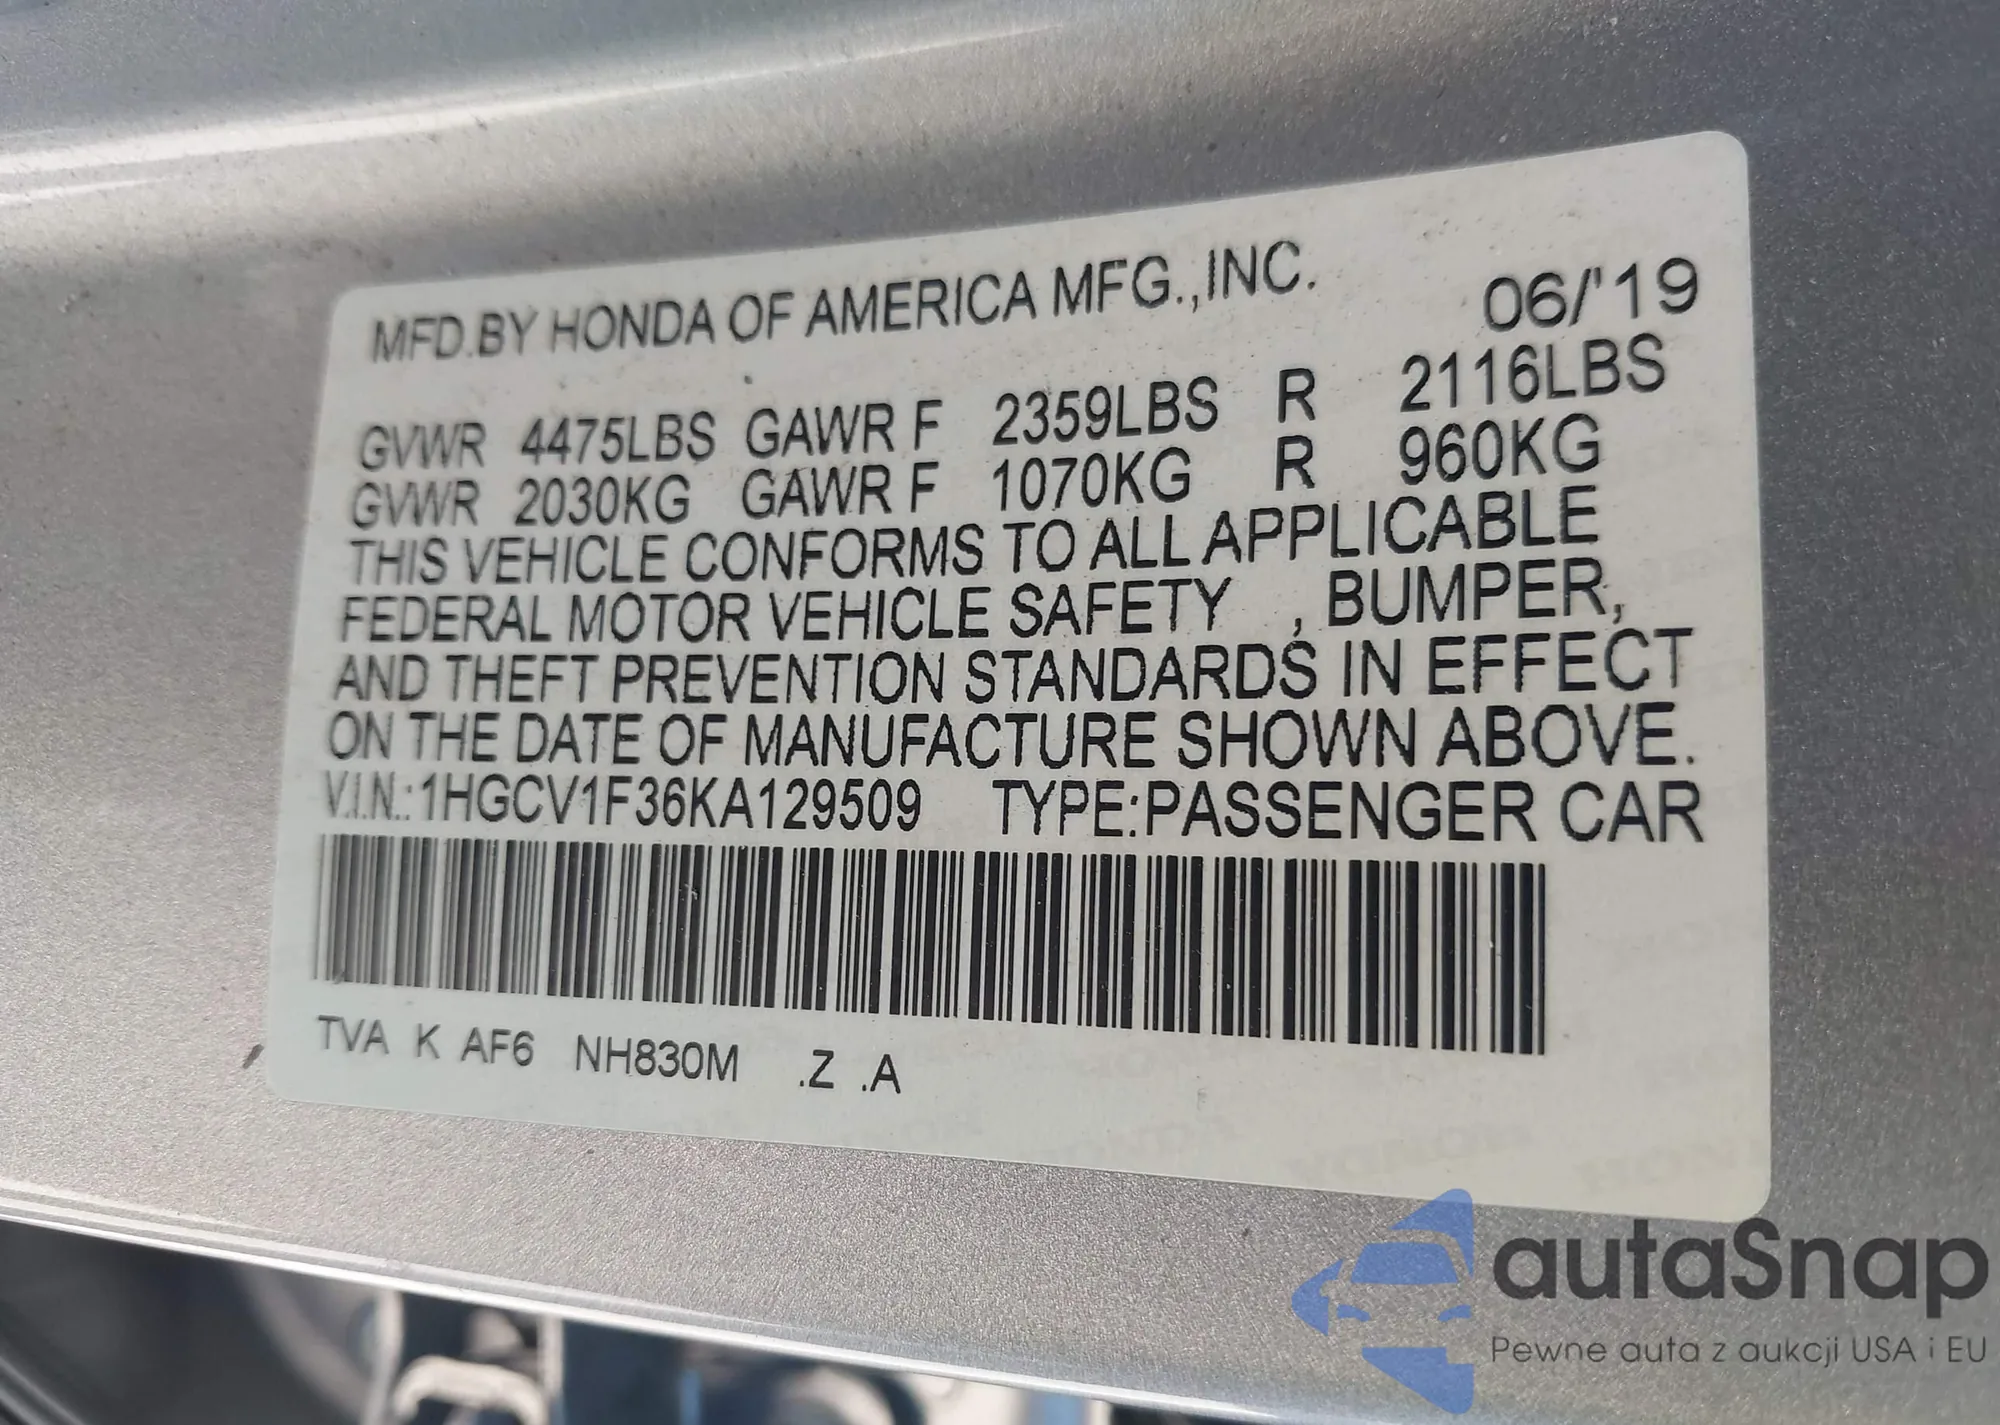 MFD.BY HONDA OF AMERICA MFG.,INC. 06/'19
GVWR 4475LBS GAWR F 2359LBS R 2116LBS
GVWR 2030KG GAWR F 1070KG R 960KG
THIS VEHICLE CONFORMS TO ALL APPLICABLE
FEDERAL MOTOR VEHICLE SAFETY , BUMPER,
AND THEFT PREVENTION STANDARDS IN EFFECT
ON THE DATE OF MANUFACTURE SHOWN ABOVE.
V.I.N.:1HGCV1F36KA129509 TYPE:PASSENGER CAR
TVA K AF6 NH830M .Z .A
autaSnap
Pewne auta z aukcji USA i EU